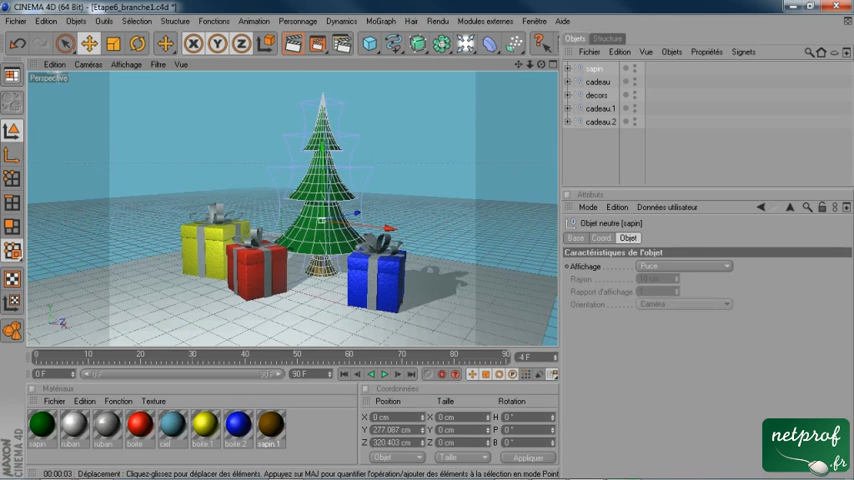 CINEMA 4D (64 Bit) - [Etape6_branche1.c4d *]
Fichier Edition Objets Outils Sélection Structure Fonctions Animation Personnage Dynamics MoGraph Hair Rendu Modules externes Fenêtre Aide
Edition Caméras Affichage Filtre Vue
Perspective
Objets Structure
Fichier Edition Vue Objets Propriétés Signets
sapin
cadeau
decors
cadeau.1
cadeau.2
Attributs
Mode Edition Données utilisateur
Objet neutre [sapin]
Base Coord. Objet
Caractéristiques de l'objet
Affichage Puce
Rayon
Rapport d'affichage
Orientation Caméra
0 10 20 30 40 50 60 70 80 90 -4 F
0 F 90 F 90 F
Matériaux
Fichier Edition Fonction Texture
sapin ruban ruban boite ciel boite.1 boite.2 sapin.1
Coordonnées
Position Taille Rotation
X 0 cm X 0 cm H 0 °
Y 277.087 cm Y 0 cm P 0 °
Z 320.403 cm Z 0 cm B 0 °
Objet Taille Appliquer
MAXON CINEMA 4D
00:00:03 Déplacement : Cliquez-glissez pour déplacer des éléments. Appuyez sur MAJ pour quantifier l'opération/ajouter des éléments à la sélection en mode Point
netprof
.fr